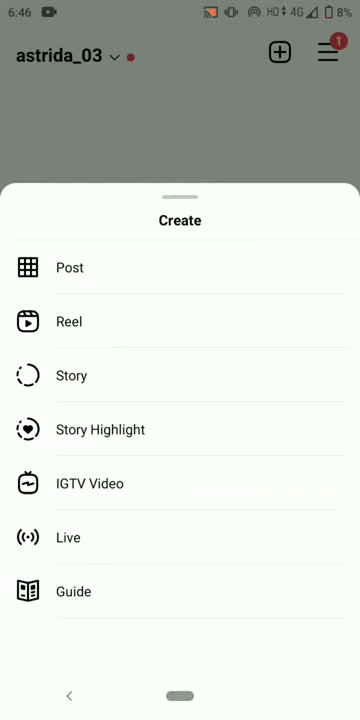 6:46 HD 4G 8%
astrida_03 1
Create
Post
Reel
Story
Story Highlight
IGTV Video
Live
Guide